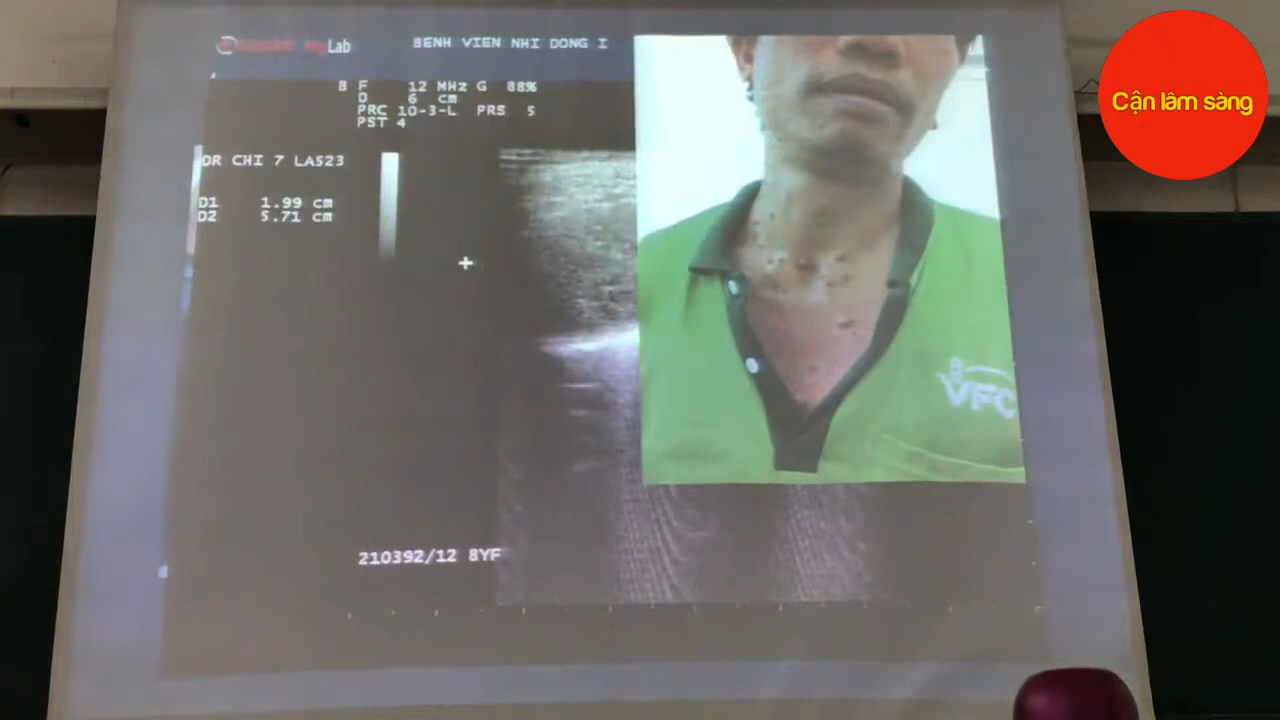 MyLab
BENH VIEN NHI DONG I
B F 12 MHz G 88%
D 6 cm
PRC 10-3-L PRS 5
PST 4
DR CHI 7 LA523
D1 1.99 cm
D2 5.71 cm
210392/12 8YF
VFC
Cận lâm sàng